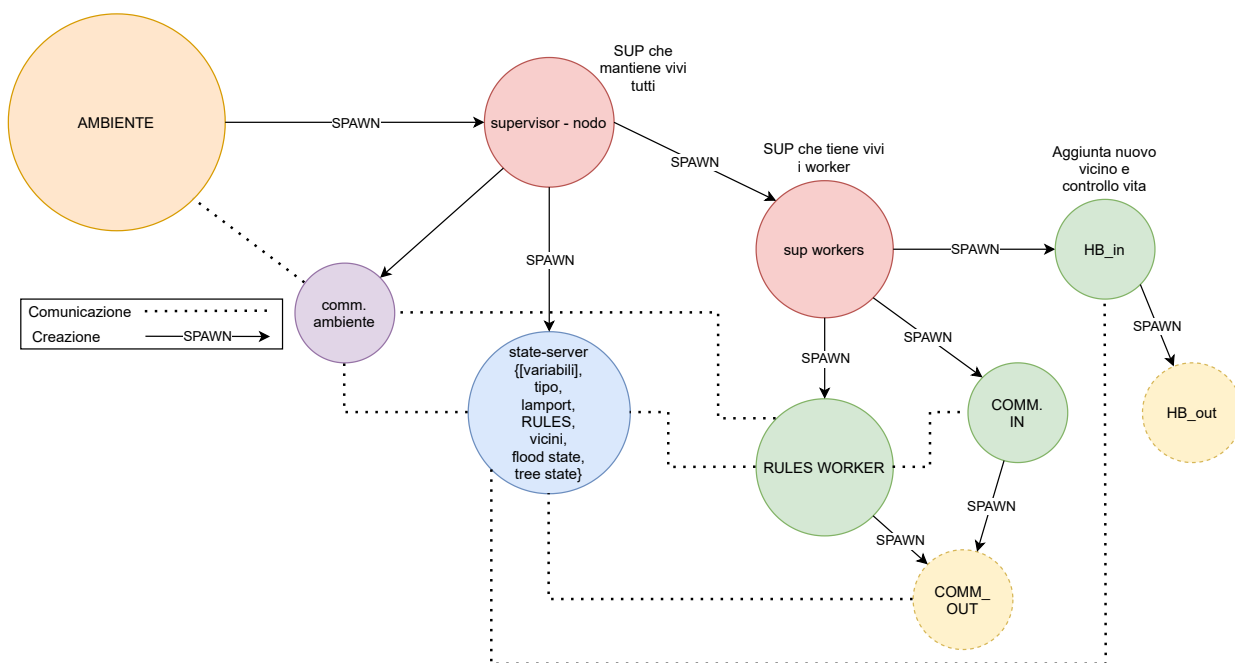 SUP che
mantiene vivi
tutti
AMBIENTE
SPAWN
supervisor - nodo
SPAWN
SUP che tiene vivi
i worker
Aggiunta nuovo
vicino e
controllo vita
sup workers
SPAWN
HB_in
SPAWN
comm.
ambiente
Comunicazione
Creazione
SPAWN
SPAWN
SPAWN
SPAWN
state-server
{[variabili],
tipo,
lamport,
RULES,
vicini,
flood state,
tree state}
COMM.
IN
HB_out
RULES WORKER
SPAWN
SPAWN
COMM_
OUT